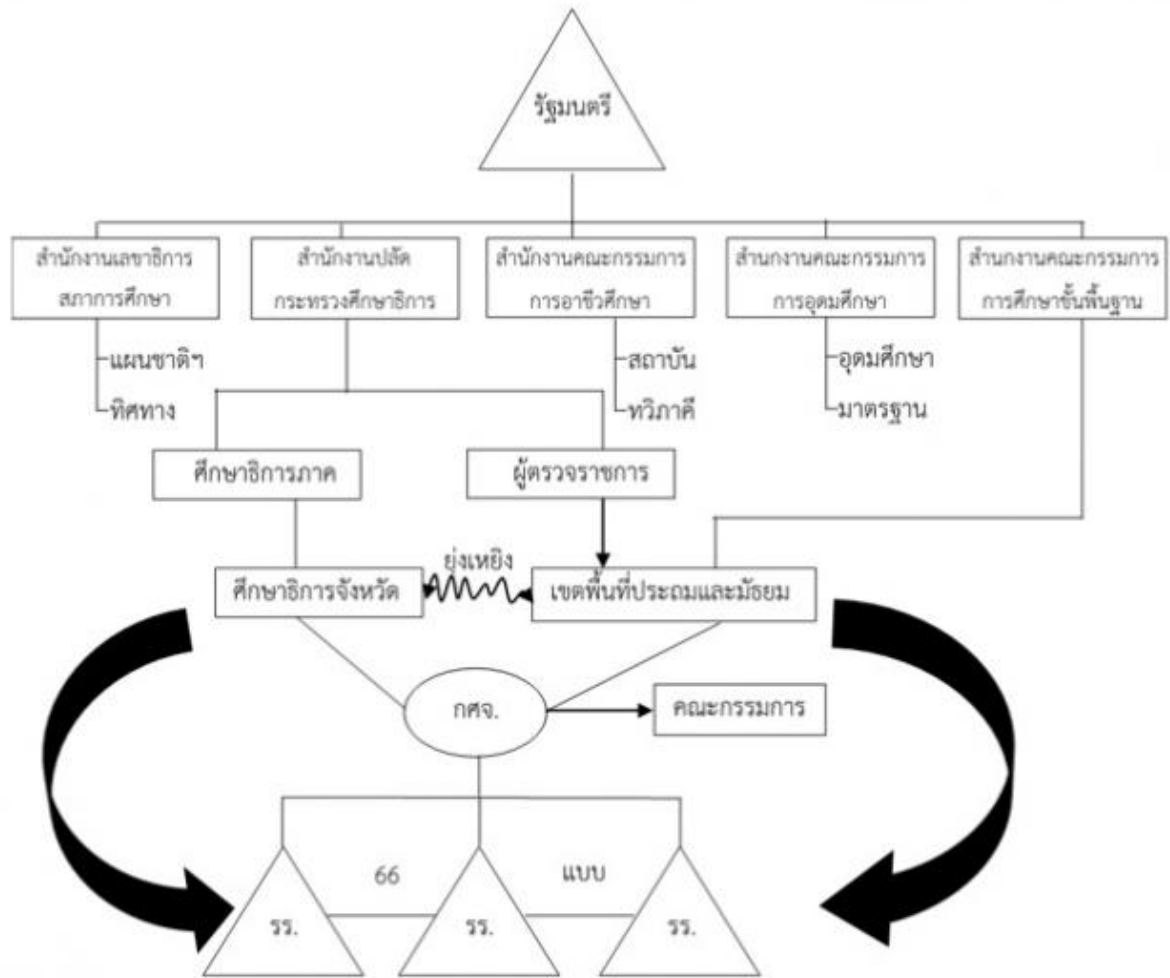 รัฐมนตรี
สำนักงานเลขาธิการ
สภาการศึกษา
สำนักงานปลัด
กระทรวงศึกษาธิการ
สำนักงานคณะกรรมการ
การอาชีวศึกษา
สำนกงานคณะกรรมการ
การอุดมศึกษา
สำนกงานคณะกรรมการ
การศึกษาขั้นพื้นฐาน
แผนชาติฯ
ทิศทาง
สถาบัน
ทวิภาคี
อุดมศึกษา
มาตรฐาน
ศึกษาธิการภาค
ผู้ตรวจราชการ
ยุ่งเหยิง
ศึกษาธิการจังหวัด
เขตพื้นที่ประถมและมัธยม
กศจ.
คณะกรรมการ
66
แบบ
รร.
รร.
รร.